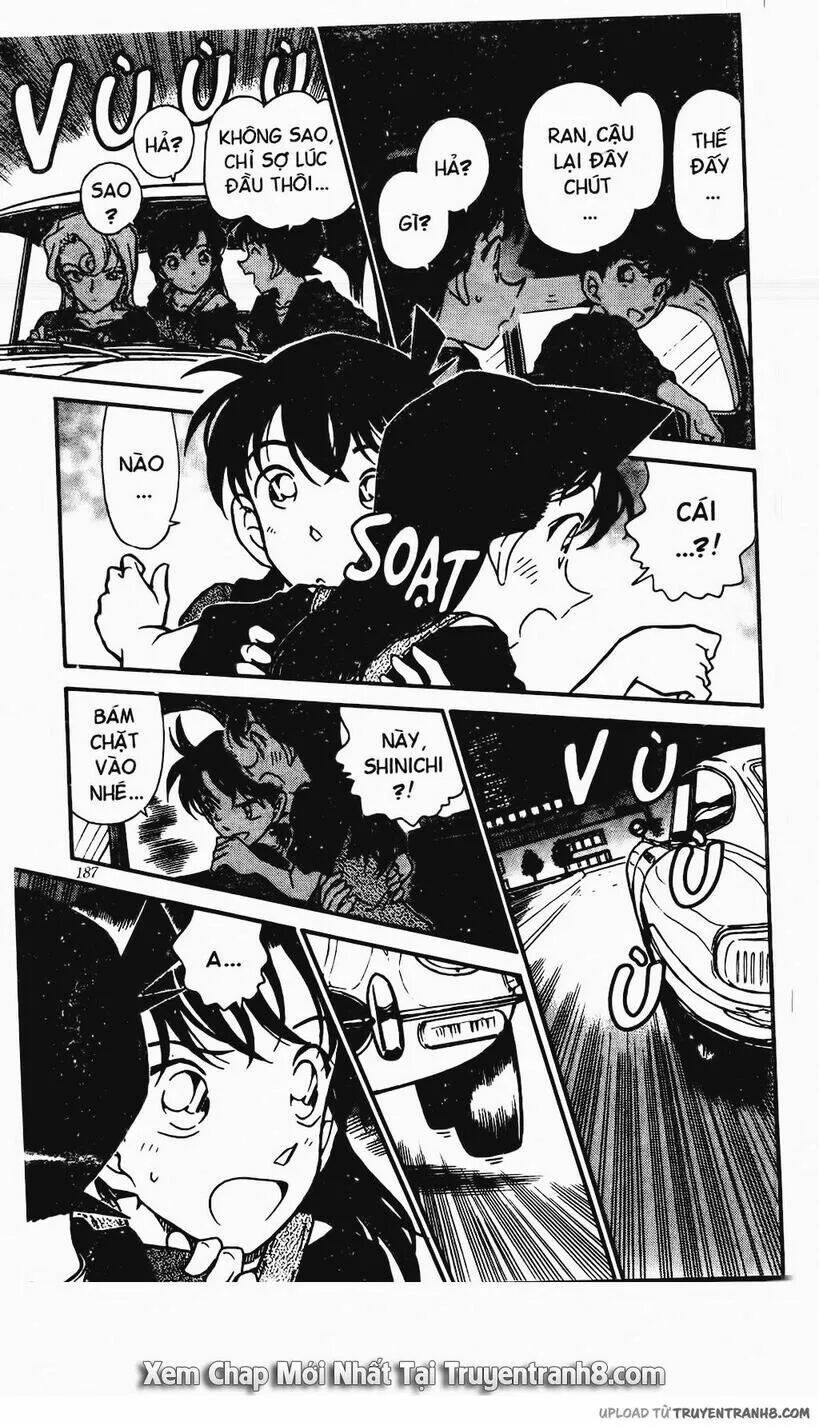 THẾ
ĐẤY
...
RAN, CẬU
LẠI ĐÂY
CHÚT
...
HẢ?
GÌ?
VÙ Ù Ù Ù
KHÔNG SAO,
CHỈ SỢ LÚC
ĐẦU THÔI...
HẢ?
SAO
?
CÁI
...?!
SOẠT
NÀO
...
VÙ Ừ Ừ
NÀY,
SHINICHI
?!
BÁM
CHẶT
VÀO
NHÉ...
187
A...
Xem Chap Mới Nhất Tại Truyentranh8.com
UPLOAD TỪ TRUYENTRANH8.COM